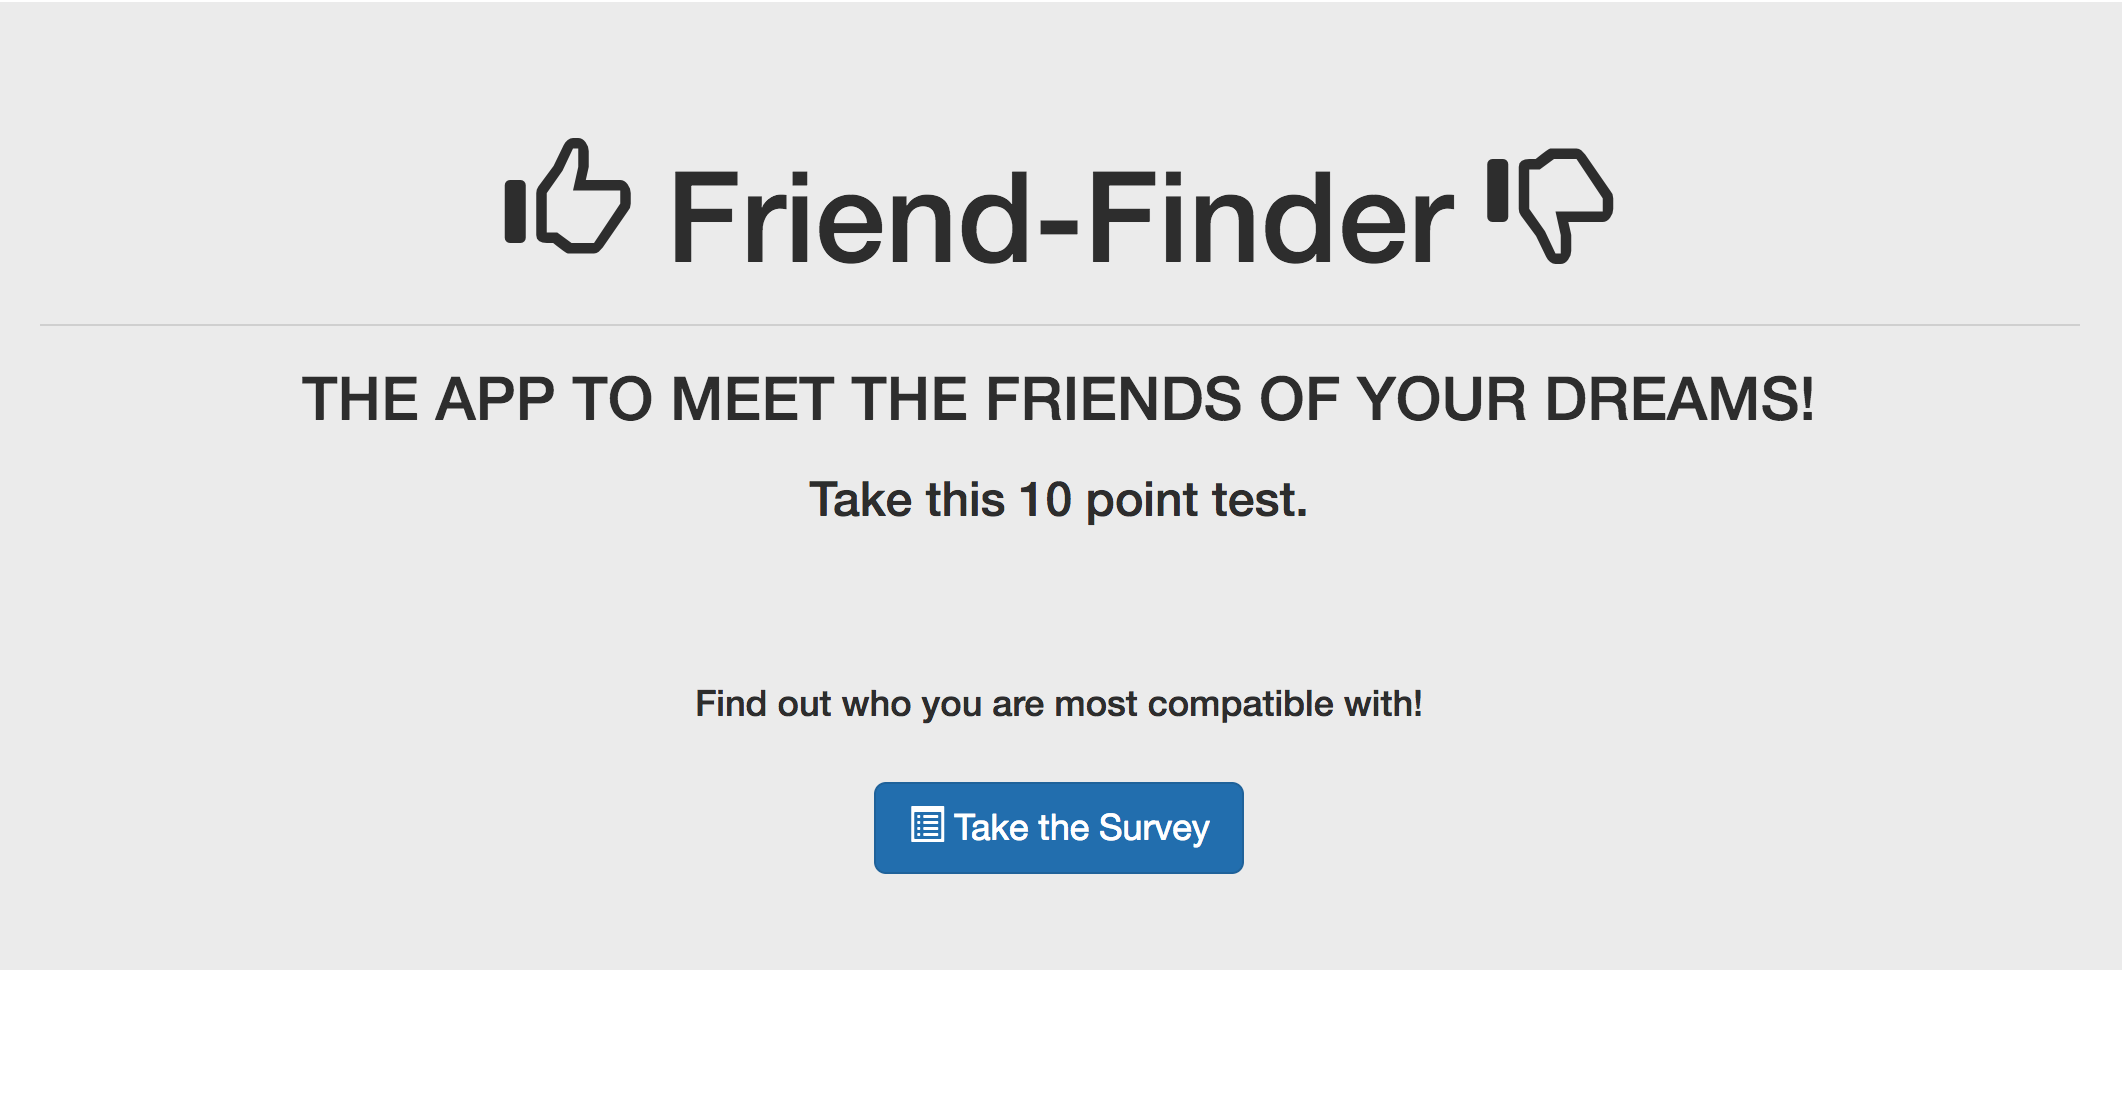 Friend-Finder
THE APP TO MEET THE FRIENDS OF YOUR DREAMS!
Take this 10 point test.
Find out who you are most compatible with!
Take the Survey